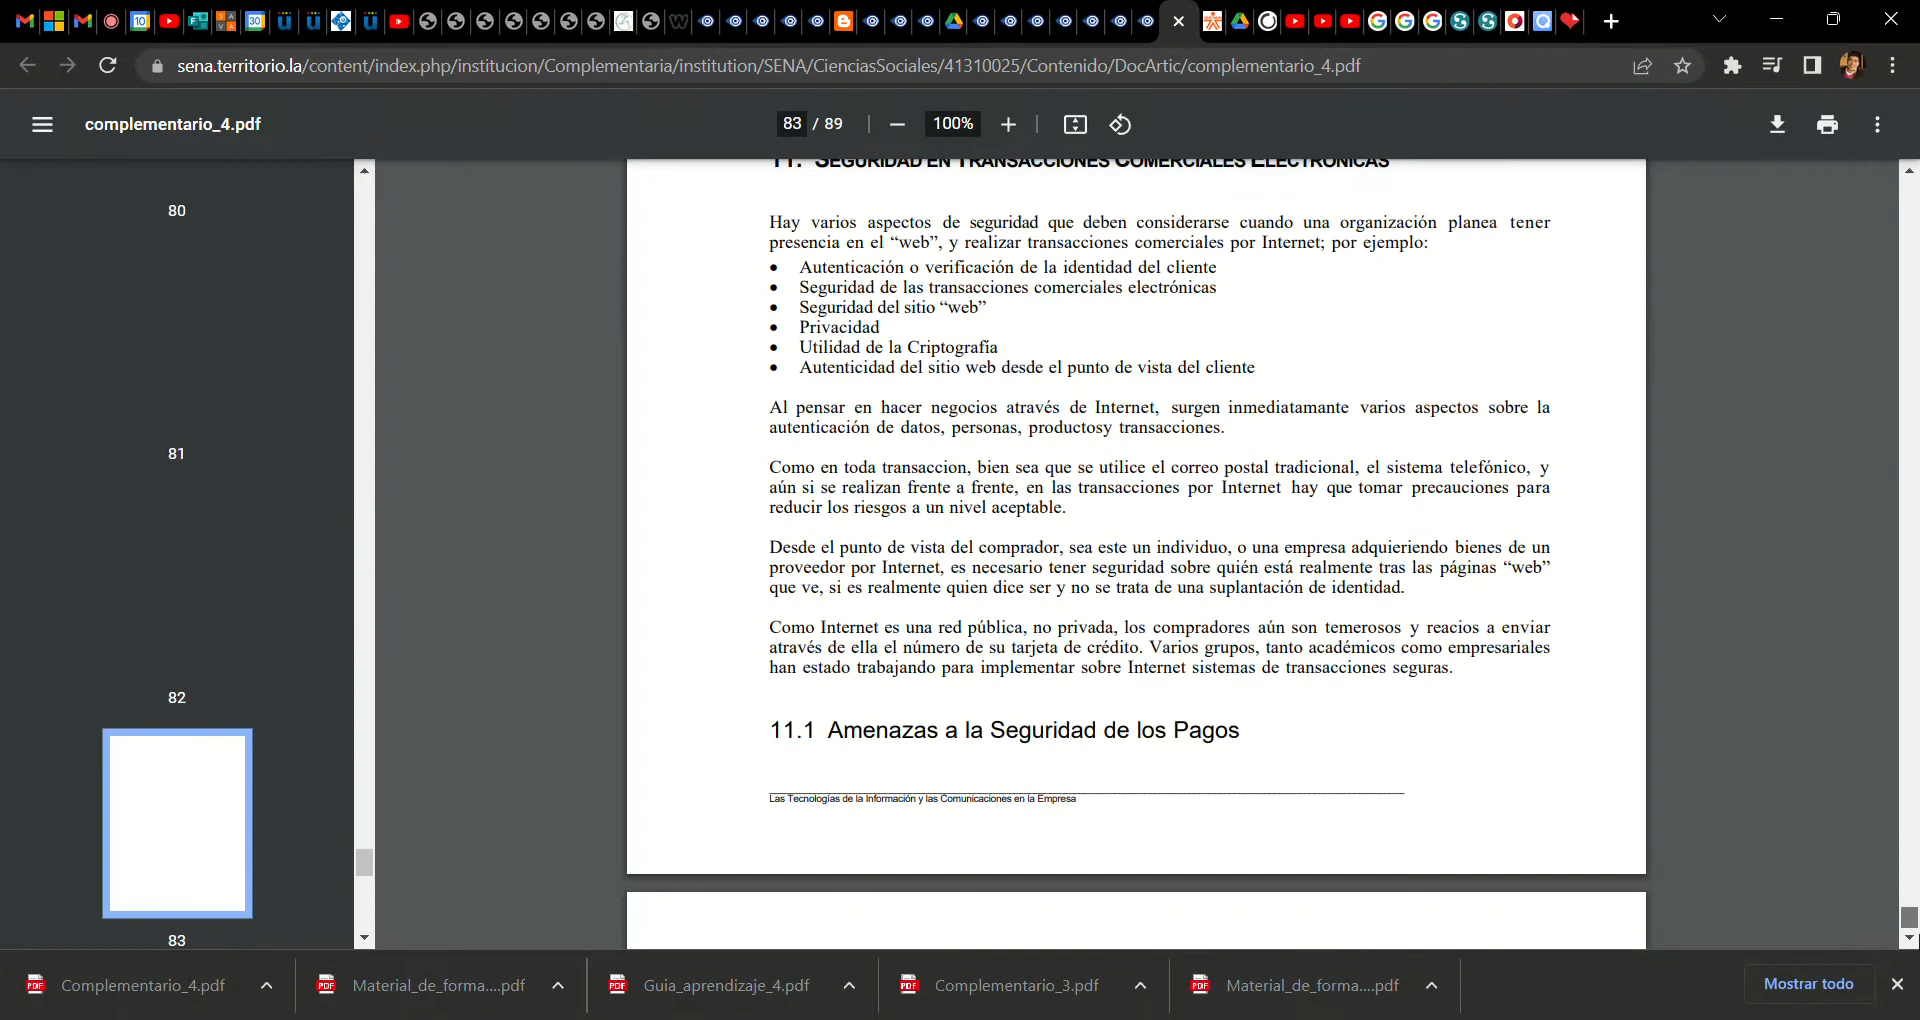 sena.territorio.la/content/index.php/institucion/Complementaria/institution/SENA/CienciasSociales/41310025/Contenido/DocArtic/complementario_4.pdf
complementario_4.pdf
83 / 89
100%
80
81
82
83
11. SEGURIDAD EN TRANSACCIONES COMERCIALES ELECTRÓNICAS
Hay varios aspectos de seguridad que deben considerarse cuando una organización planea tener
presencia en el “web”, y realizar transacciones comerciales por Internet; por ejemplo:
• Autenticación o verificación de la identidad del cliente
• Seguridad de las transacciones comerciales electrónicas
• Seguridad del sitio “web”
• Privacidad
• Utilidad de la Criptografía
• Autenticidad del sitio web desde el punto de vista del cliente
Al pensar en hacer negocios através de Internet, surgen inmediatamante varios aspectos sobre la
autenticación de datos, personas, productosy transacciones.
Como en toda transaccion, bien sea que se utilice el correo postal tradicional, el sistema telefónico, y
aún si se realizan frente a frente, en las transacciones por Internet hay que tomar precauciones para
reducir los riesgos a un nivel aceptable.
Desde el punto de vista del comprador, sea este un individuo, o una empresa adquieriendo bienes de un
proveedor por Internet, es necesario tener seguridad sobre quién está realmente tras las páginas “web”
que ve, si es realmente quien dice ser y no se trata de una suplantación de identidad.
Como Internet es una red pública, no privada, los compradores aún son temerosos y reacios a enviar
através de ella el número de su tarjeta de crédito. Varios grupos, tanto académicos como empresariales
han estado trabajando para implementar sobre Internet sistemas de transacciones seguras.
11.1 Amenazas a la Seguridad de los Pagos
Las Tecnologías de la Información y las Comunicaciones en la Empresa
Complementario_4.pdf
Material_de_forma....pdf
Guia_aprendizaje_4.pdf
Complementario_3.pdf
Material_de_forma....pdf
Mostrar todo